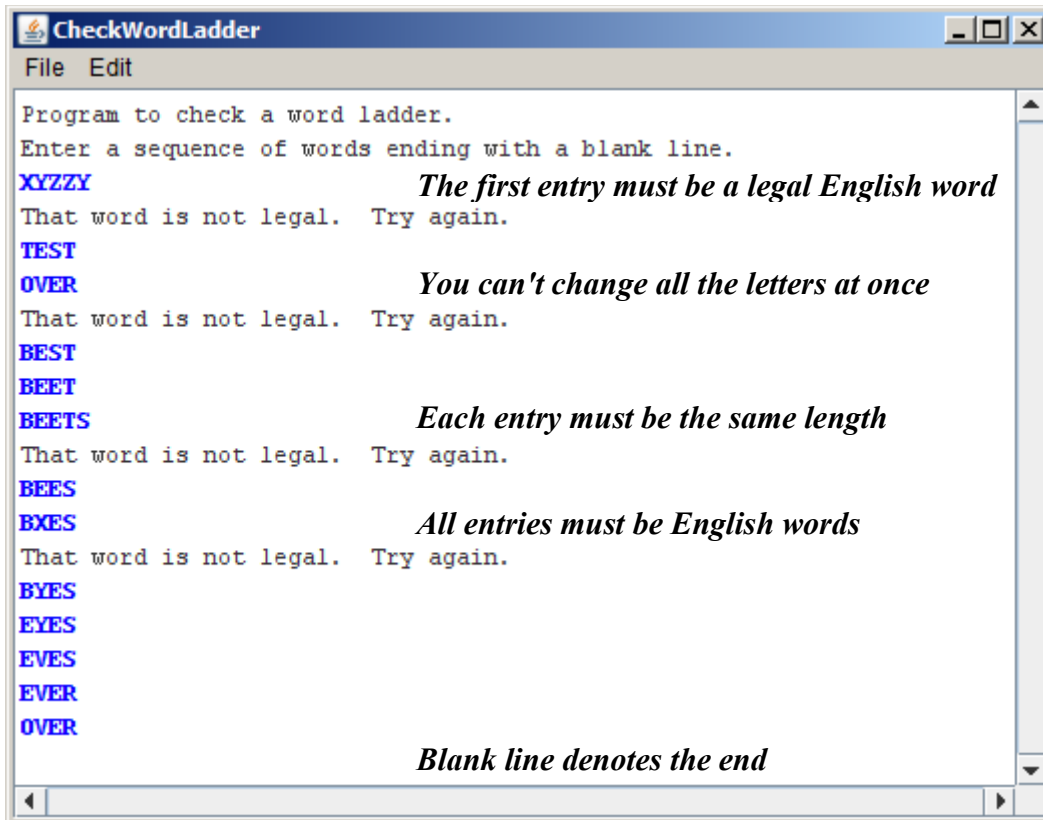 CheckWordLadder
File Edit
Program to check a word ladder.
Enter a sequence of words ending with a blank line.
XYZZY The first entry must be a legal English word
That word is not legal. Try again.
TEST
OVER You can't change all the letters at once
That word is not legal. Try again.
BEST
BEET
BEETS Each entry must be the same length
That word is not legal. Try again.
BEES
BXES All entries must be English words
That word is not legal. Try again.
BYES
EYES
EVES
EVER
OVER
Blank line denotes the end